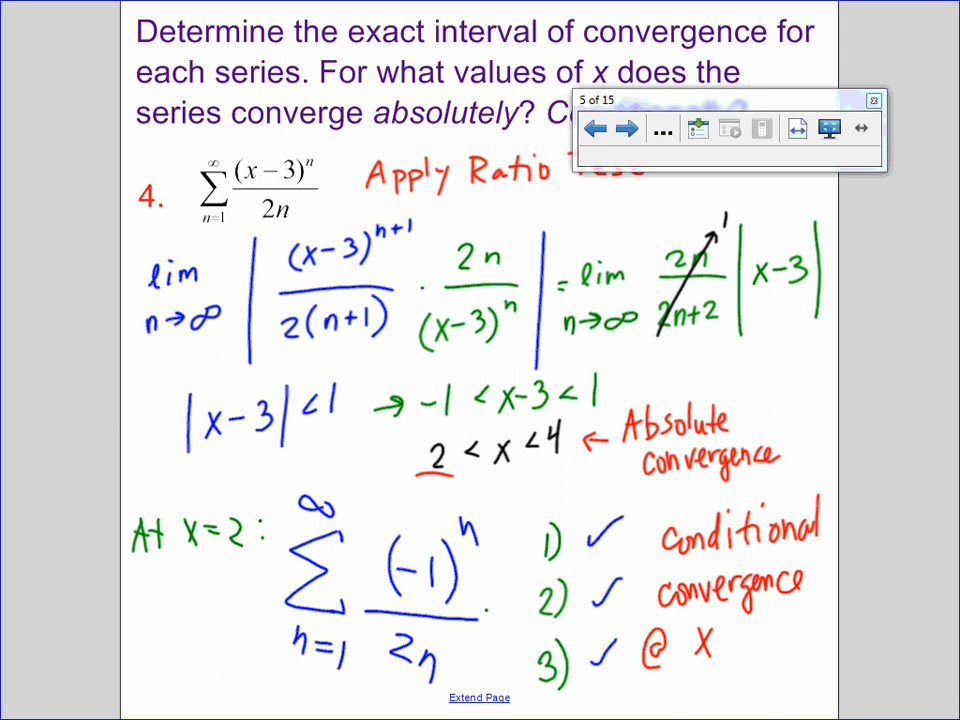 Determine the exact interval of convergence for
each series. For what values of x does the
series converge absolutely?
5 of 15
4. ∞ ∑ n=1 (x − 3)^n / 2n Apply Ratio
lim n→∞ | (x−3)^(n+1) / 2(n+1) · 2n / (x−3)^n | = lim n→∞ 2n / 2n+2 |x−3| 1
|x−3| < 1 → −1 < x−3 < 1
2 < x < 4 ← Absolute convergence
At x=2: ∞ ∑ n=1 (−1)^n / 2n
1) ✓ conditional
2) ✓ convergence
3) ✓ @ x
Extend Page